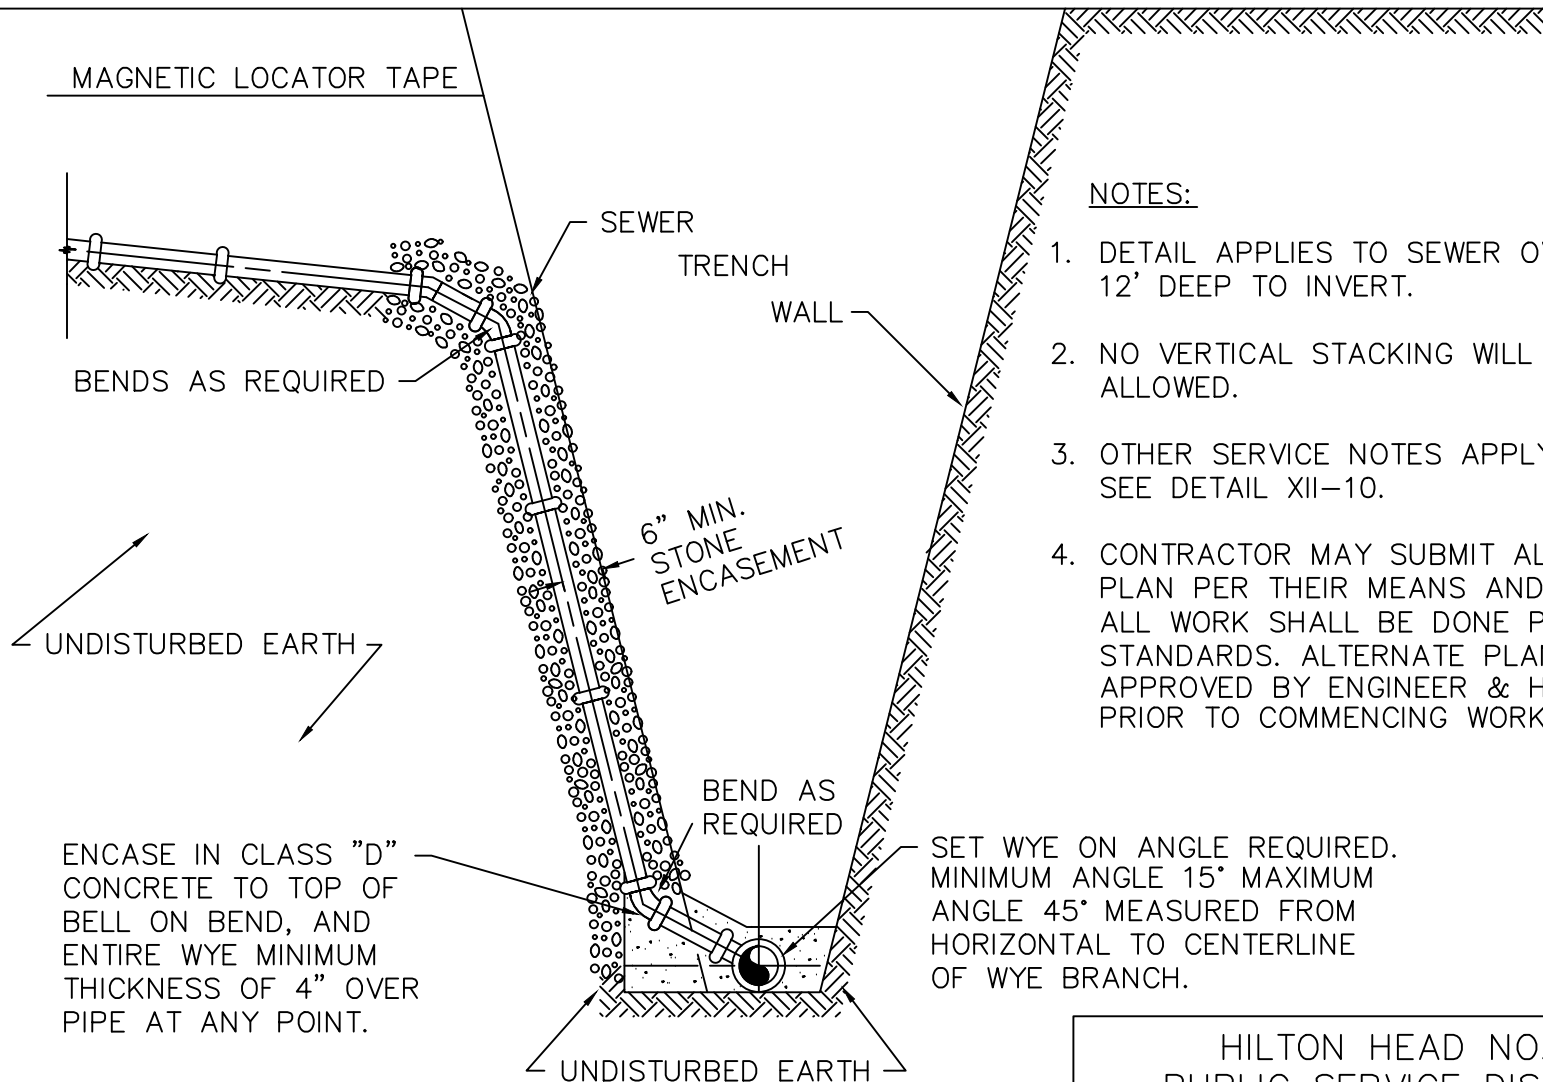 MAGNETIC LOCATOR TAPE
SEWER
TRENCH
WALL
BENDS AS REQUIRED
6" MIN.
STONE
ENCASEMENT
UNDISTURBED EARTH
BEND AS
REQUIRED
ENCASE IN CLASS "D"
CONCRETE TO TOP OF
BELL ON BEND, AND
ENTIRE WYE MINIMUM
THICKNESS OF 4" OVER
PIPE AT ANY POINT.
UNDISTURBED EARTH
SET WYE ON ANGLE REQUIRED.
MINIMUM ANGLE 15° MAXIMUM
ANGLE 45° MEASURED FROM
HORIZONTAL TO CENTERLINE
OF WYE BRANCH.
NOTES:
1. DETAIL APPLIES TO SEWER
12' DEEP TO INVERT.
2. NO VERTICAL STACKING WILL
ALLOWED.
3. OTHER SERVICE NOTES APPLY
SEE DETAIL XII-10.
4. CONTRACTOR MAY SUBMIT AL
PLAN PER THEIR MEANS AND
ALL WORK SHALL BE DONE P
STANDARDS. ALTERNATE PLA
APPROVED BY ENGINEER & H
PRIOR TO COMMENCING WORK
HILTON HEAD NO.
PUBLIC SERVICE DIS